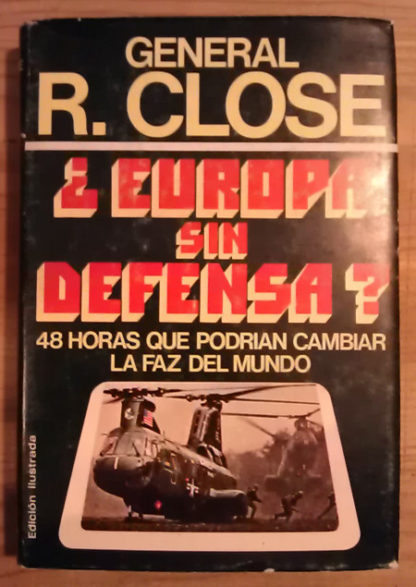 GENERAL
R. CLOSE
¿ EUROPA
SIN
DEFENSA ?
48 HORAS QUE PODRIAN CAMBIAR
LA FAZ DEL MUNDO
Edición ilustrada